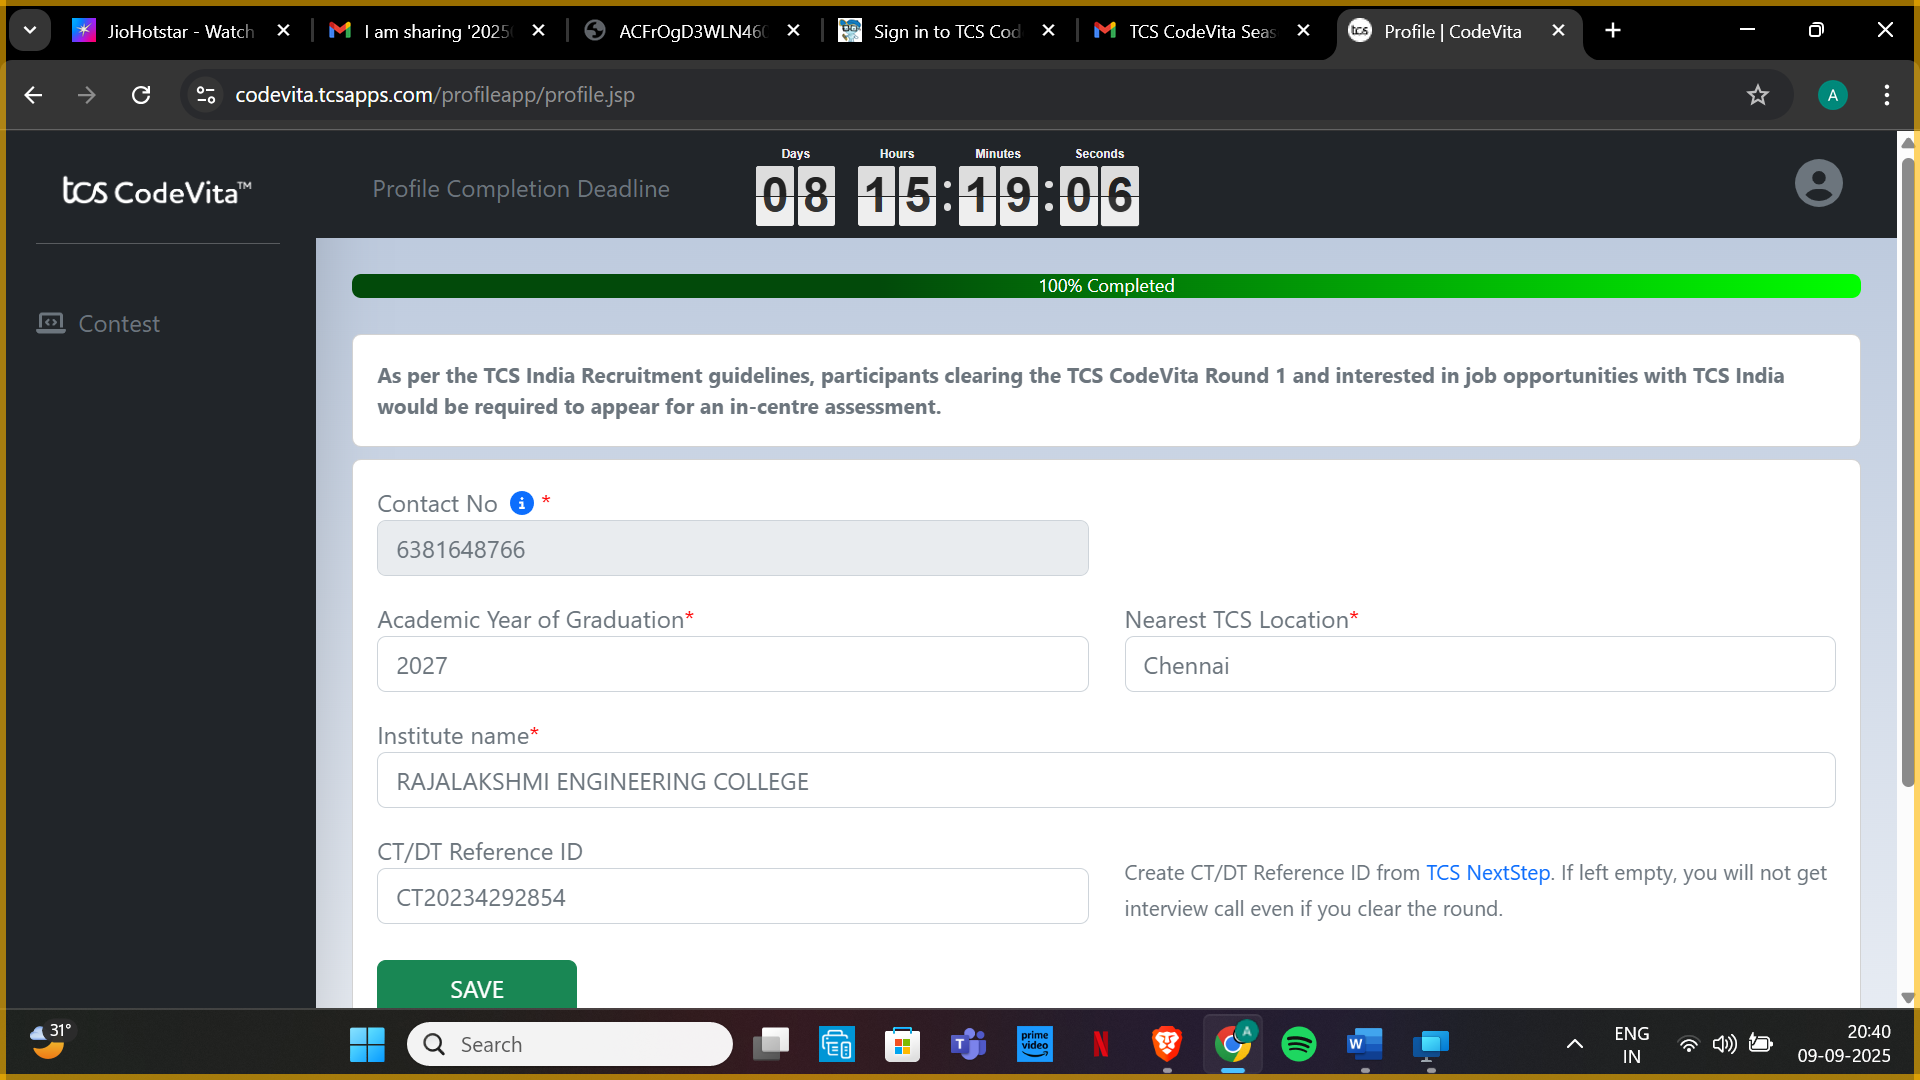 JioHotstar - Watch
I am sharing '2025
ACFrOgD3WLN46
Sign in to TCS Cod
TCS CodeVita Seas
Profile | CodeVita
codevita.tcsapps.com/profileapp/profile.jsp
A
tcs CodeVita™
Profile Completion Deadline
Days Hours Minutes Seconds
08 15:19:06
Contest
100% Completed
As per the TCS India Recruitment guidelines, participants clearing the TCS CodeVita Round 1 and interested in job opportunities with TCS India
would be required to appear for an in-centre assessment.
Contact No *
6381648766
Academic Year of Graduation*
2027
Nearest TCS Location*
Chennai
Institute name*
RAJALAKSHMI ENGINEERING COLLEGE
CT/DT Reference ID
CT20234292854
Create CT/DT Reference ID from TCS NextStep. If left empty, you will not get
interview call even if you clear the round.
SAVE
31°
Search
prime
video
ENG
IN
20:40
09-09-2025